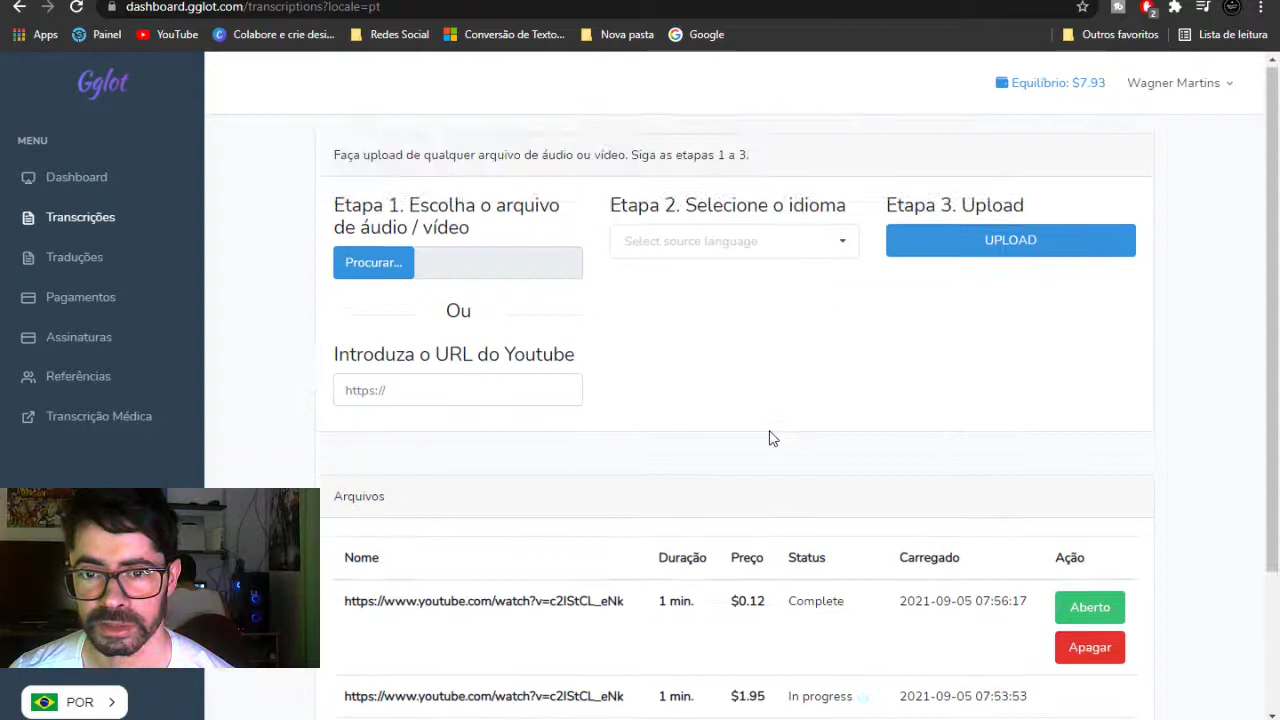 dashboard.gglot.com/transcriptions?locale=pt
2
Apps
Painel
YouTube
Colabore e crie desi...
Redes Social
Conversão de Texto...
Nova pasta
Google
Outros favoritos
Lista de leitura
Gglot
Equilíbrio: $7.93
Wagner Martins
MENU
Dashboard
Transcrições
Traduções
Pagamentos
Assinaturas
Referências
Transcrição Médica
POR
Faça upload de qualquer arquivo de áudio ou vídeo. Siga as etapas 1 a 3.
Etapa 1. Escolha o arquivo
de áudio / vídeo
Procurar...
Ou
Introduza o URL do Youtube
https://
Etapa 2. Selecione o idioma
Select source language
Etapa 3. Upload
UPLOAD
Arquivos
Nome Duração Preço Status Carregado Ação
https://www.youtube.com/watch?v=c2lStCL_eNk 1 min. $0.12 Complete 2021-09-05 07:56:17 Aberto
Apagar
https://www.youtube.com/watch?v=c2lStCL_eNk 1 min. $1.95 In progress 2021-09-05 07:53:53